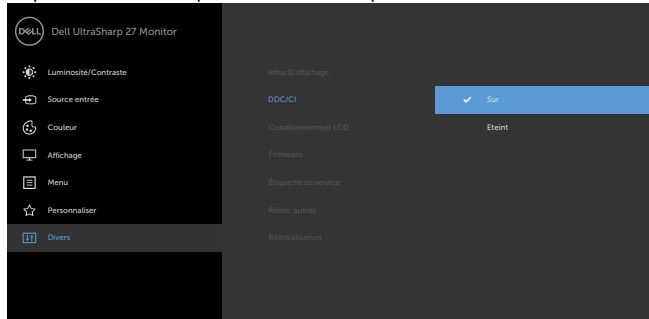 DELL Dell UltraSharp 27 Monitor
Luminosité/Contraste
Infos D'affichage
Source entrée
DDC/CI
Sur
Couleur
Conditionnement LCD
Eteint
Affichage
Firmware
Menu
Étiquette de service
Personnaliser
Réinit. autres
Divers
Réinitialisation